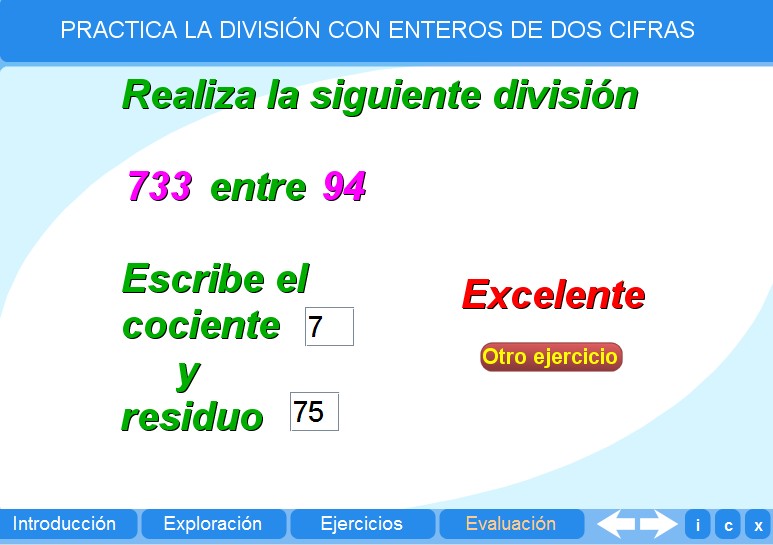 PRACTICA LA DIVISIÓN CON ENTEROS DE DOS CIFRAS
Realiza la siguiente división
733 entre 94
Escribe el
cociente 7
y
residuo 75
Excelente
Otro ejercicio
Introducción Exploración Ejercicios Evaluación i c x